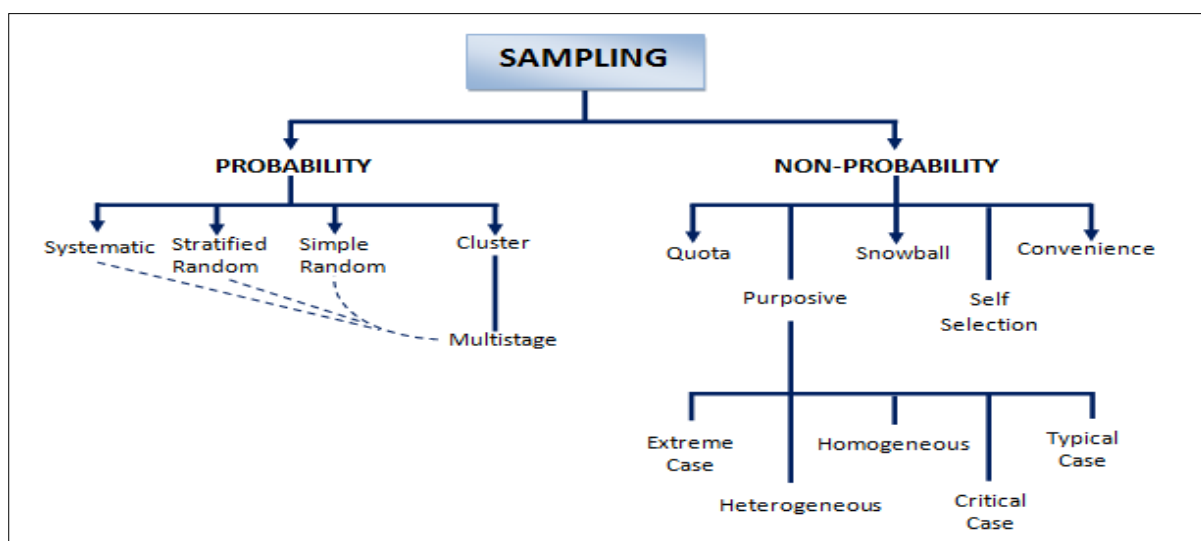 SAMPLING
PROBABILITY
NON-PROBABILITY
Systematic
Stratified
Random
Simple
Random
Cluster
Multistage
Quota
Purposive
Snowball
Self
Selection
Convenience
Extreme
Case
Heterogeneous
Homogeneous
Critical
Case
Typical
Case